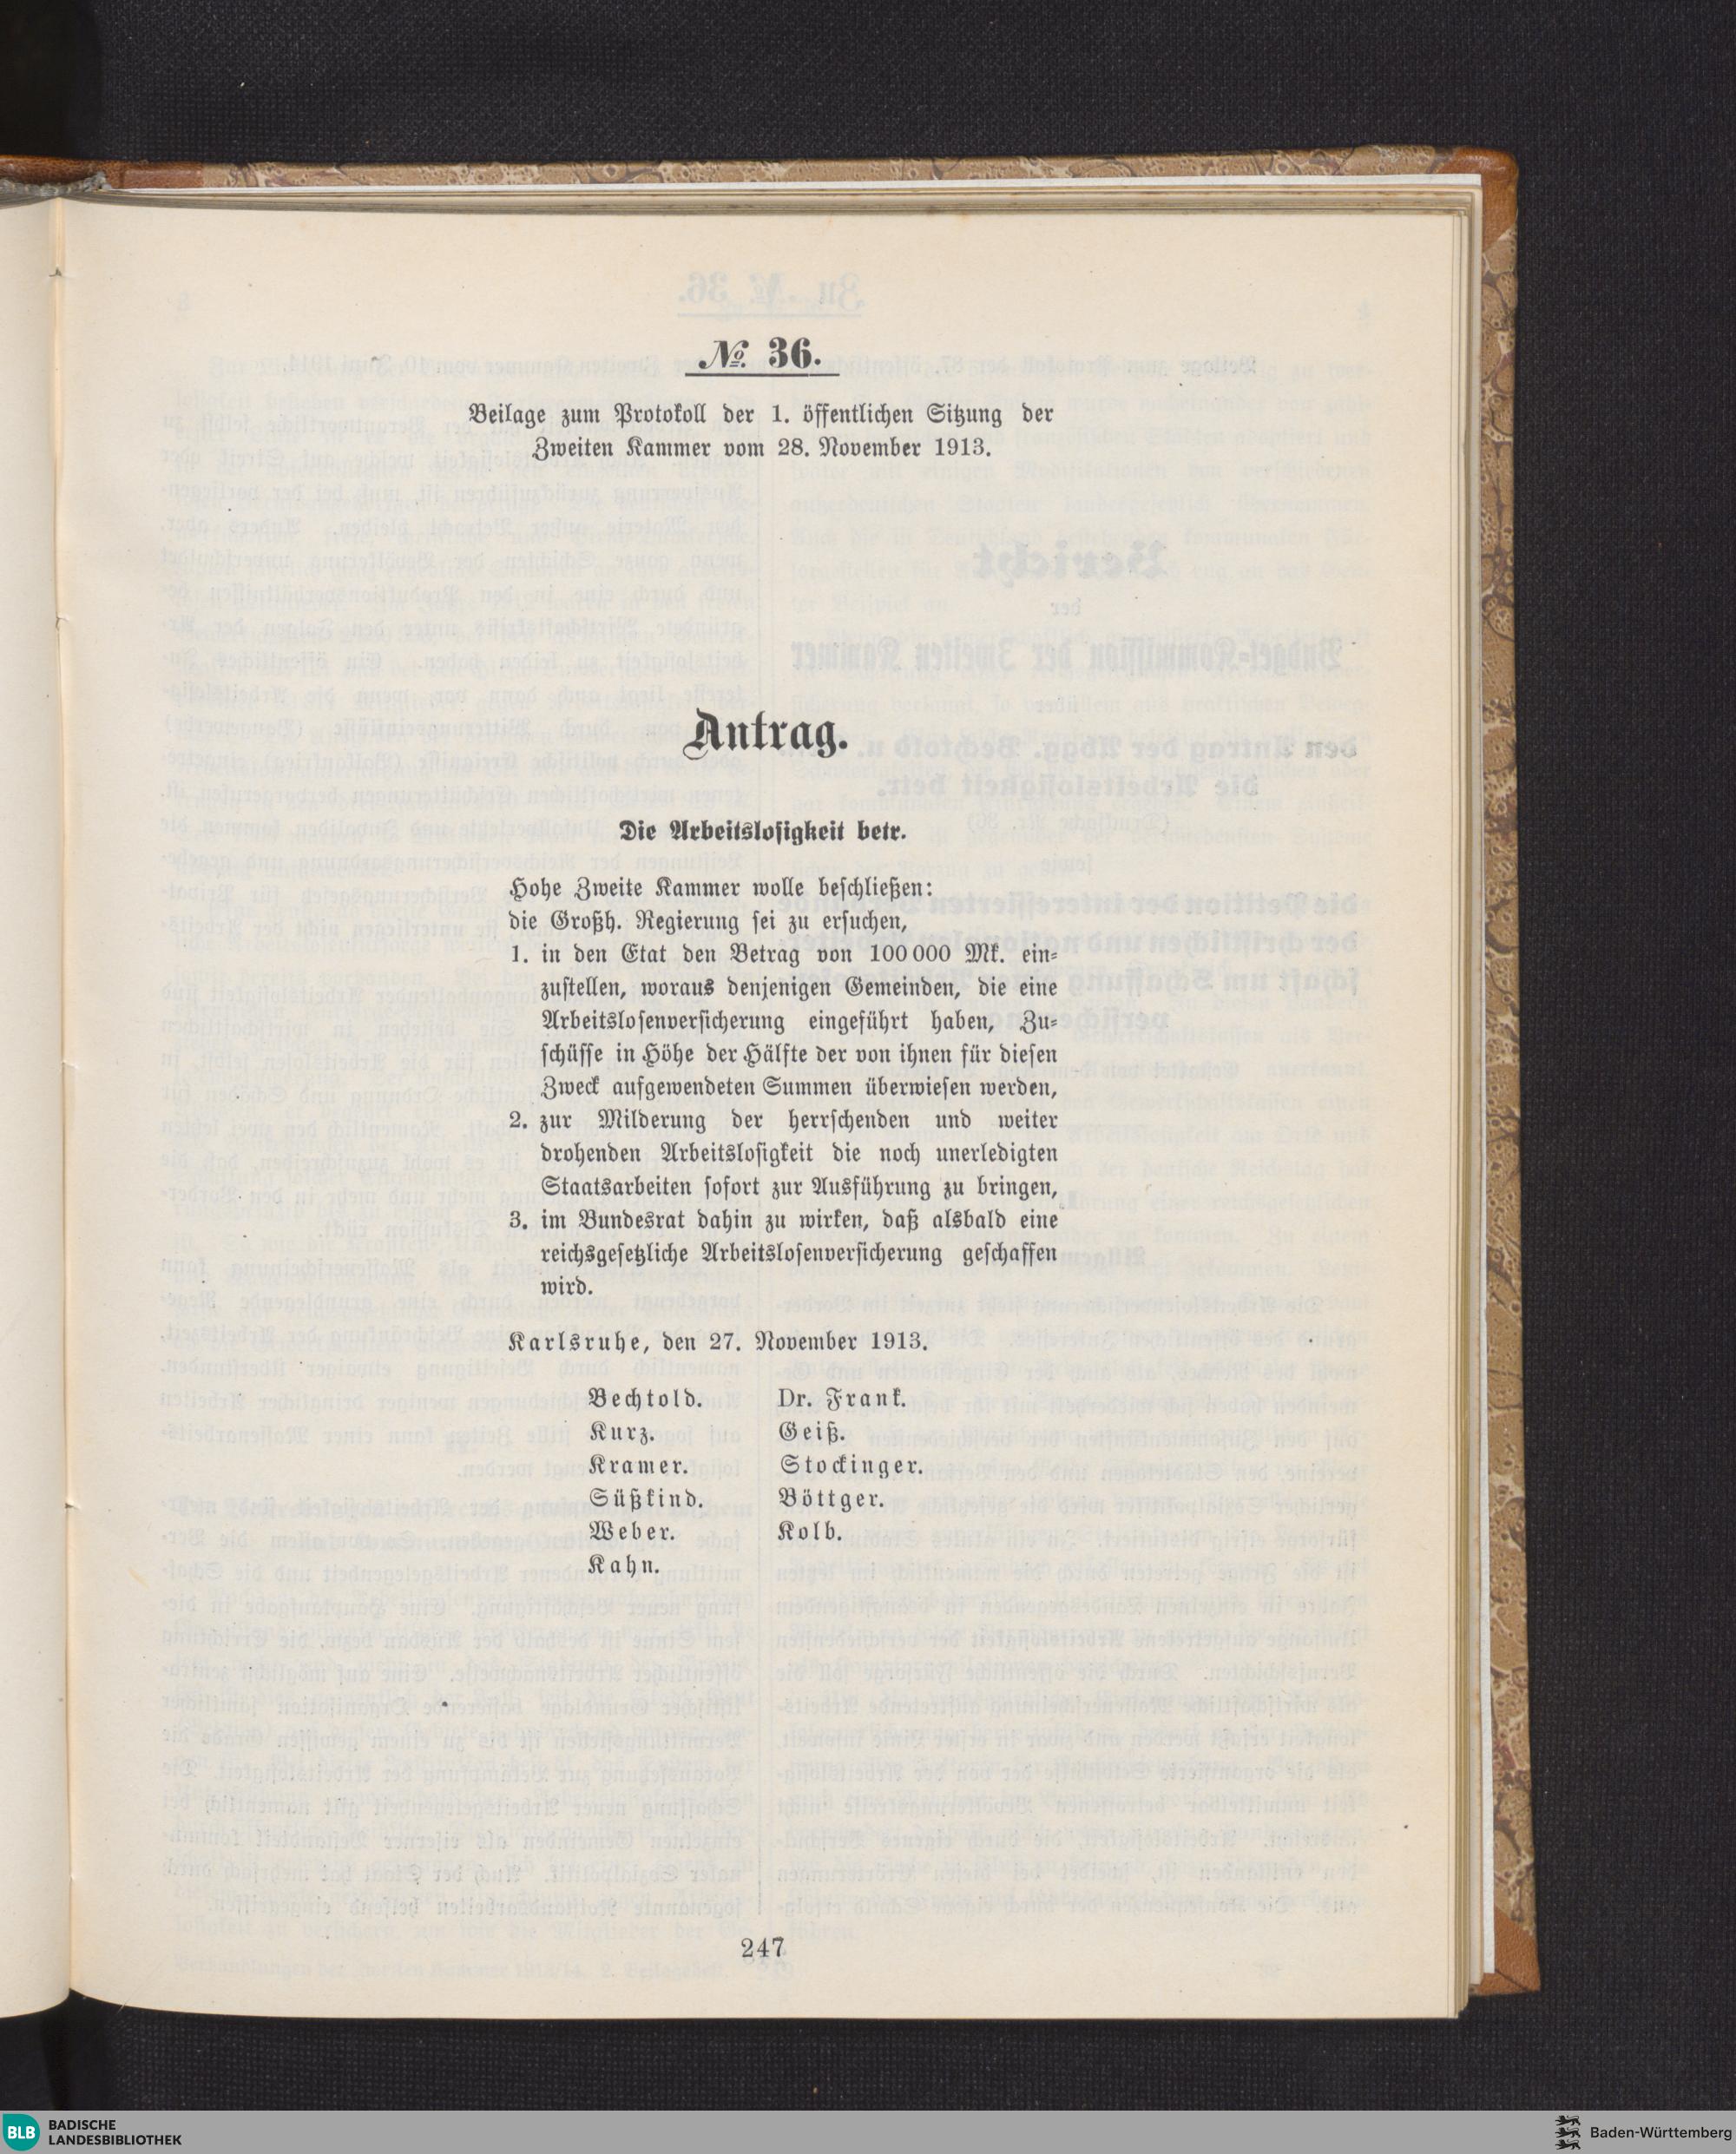 № 36.
Beilage zum Protokoll der 1. öffentlichen Sitzung der
Zweiten Kammer vom 28. November 1913.
Antrag.
Die Arbeitslosigkeit betr.
Hohe Zweite Kammer wolle beschließen:
die Großh. Regierung sei zu ersuchen,
1. in den Etat den Betrag von 100 000 Mk. ein-
zustellen, woraus denjenigen Gemeinden, die eine
Arbeitslosenversicherung eingeführt haben, Zu-
schüsse in Höhe der Hälfte der von ihnen für diesen
Zweck aufgewendeten Summen überwiesen werden,
2. zur Milderung der herrschenden und weiter
drohenden Arbeitslosigkeit die noch unerledigten
Staatsarbeiten sofort zur Ausführung zu bringen,
3. im Bundesrat dahin zu wirken, daß alsbald eine
reichsgesetzliche Arbeitslosenversicherung geschaffen
wird.
Karlsruhe, den 27. November 1913.
Bechtold. Dr. Frank.
Kurz. Geiß.
Kramer. Stockinger.
Süßkind. Böttger.
Weber. Kolb.
Kahn.
247
BLB BADISCHE
LANDESBIBLIOTHEK
Baden-Württemberg